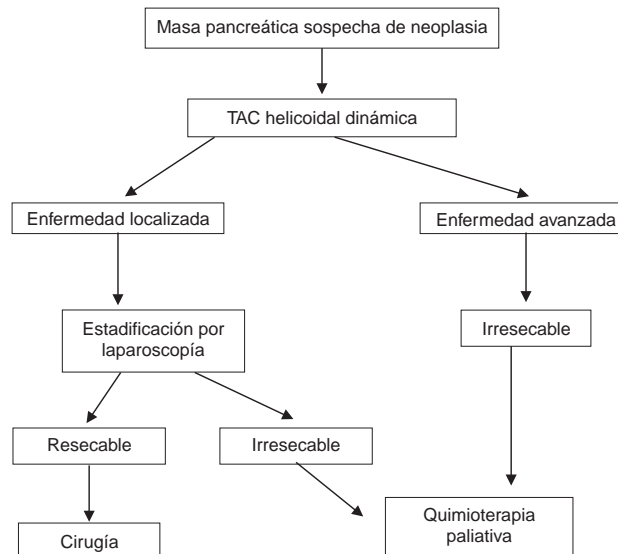 Masa pancreática sospecha de neoplasia
TAC helicoidal dinámica
Enfermedad localizada
Enfermedad avanzada
Estadificación por
laparoscopía
Irresecable
Resecable
Irresecable
Cirugía
Quimioterapia
paliativa